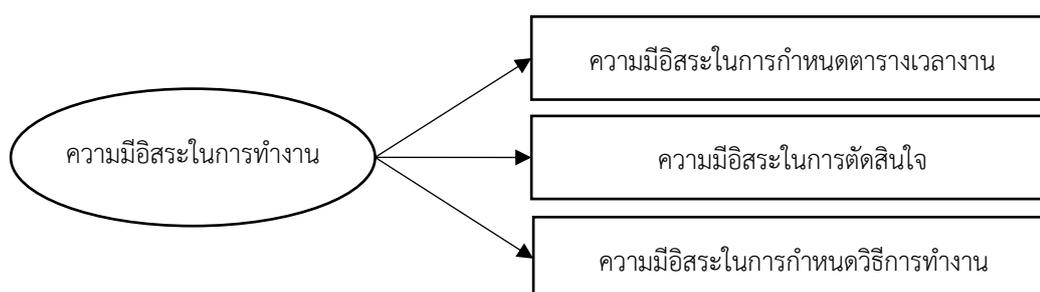 ความมีอิสระในการกำหนดตารางเวลางาน
ความมีอิสระในการทำงาน
ความมีอิสระในการตัดสินใจ
ความมีอิสระในการกำหนดวิธีการทำงาน